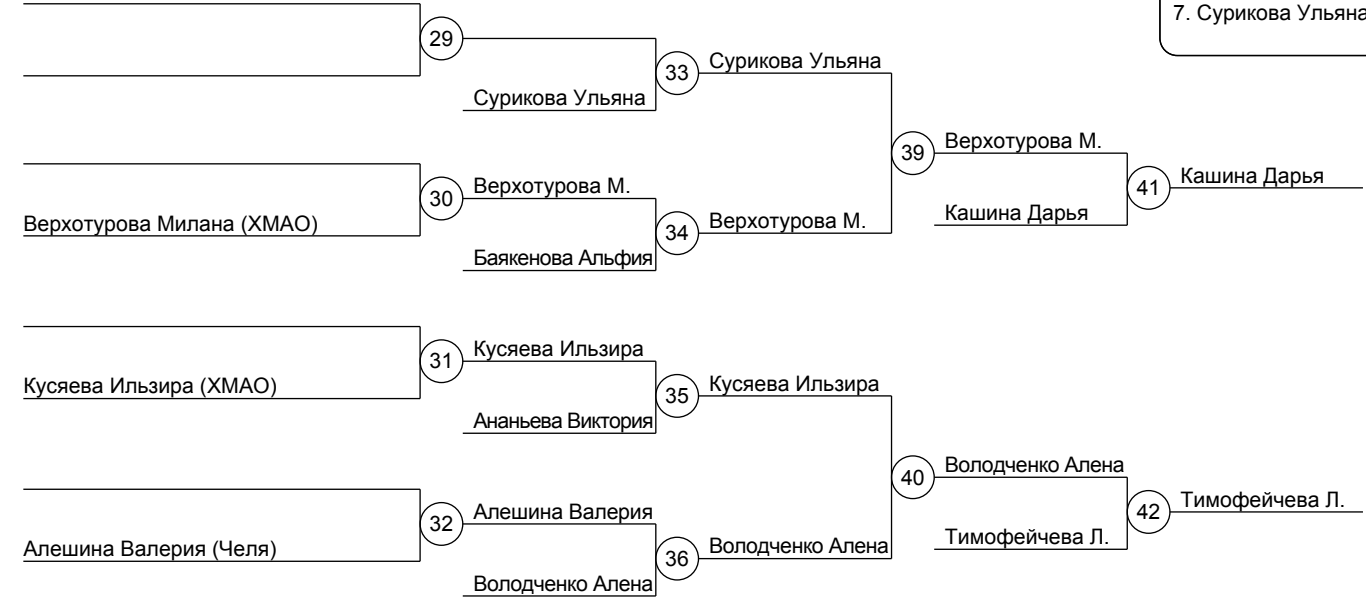 7. Сурикова Ульяна
29
Сурикова Ульяна
33
Сурикова Ульяна
39
Верхотурова М.
41
Кашина Дарья
Кашина Дарья
30
Верхотурова М.
Верхотурова Милана (ХМАО)
34
Верхотурова М.
Баякенова Альфия
31
Кусяева Ильзира
Кусяева Ильзира (ХМАО)
35
Кусяева Ильзира
Ананьева Виктория
40
Володченко Алена
42
Тимофейчева Л.
Тимофейчева Л.
32
Алешина Валерия
Алешина Валерия (Челя)
36
Володченко Алена
Володченко Алена